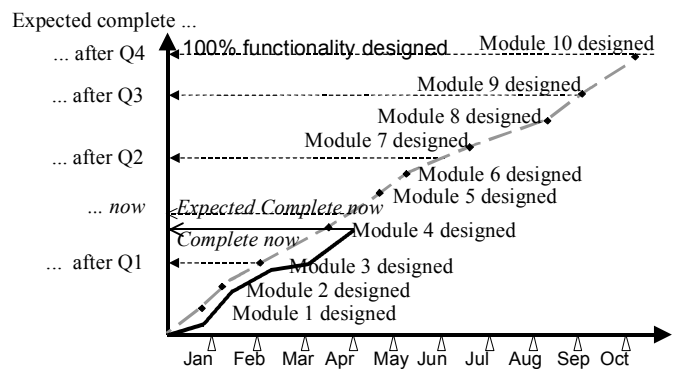 Expected complete ...
100% functionality designed
Module 10 designed
... after Q4
Module 9 designed
... after Q3
Module 8 designed
Module 7 designed
... after Q2
Module 6 designed
Module 5 designed
... now
Expected Complete now
Module 4 designed
Complete now
... after Q1
Module 3 designed
Module 2 designed
Module 1 designed
Jan Feb Mar Apr May Jun Jul Aug Sep Oct